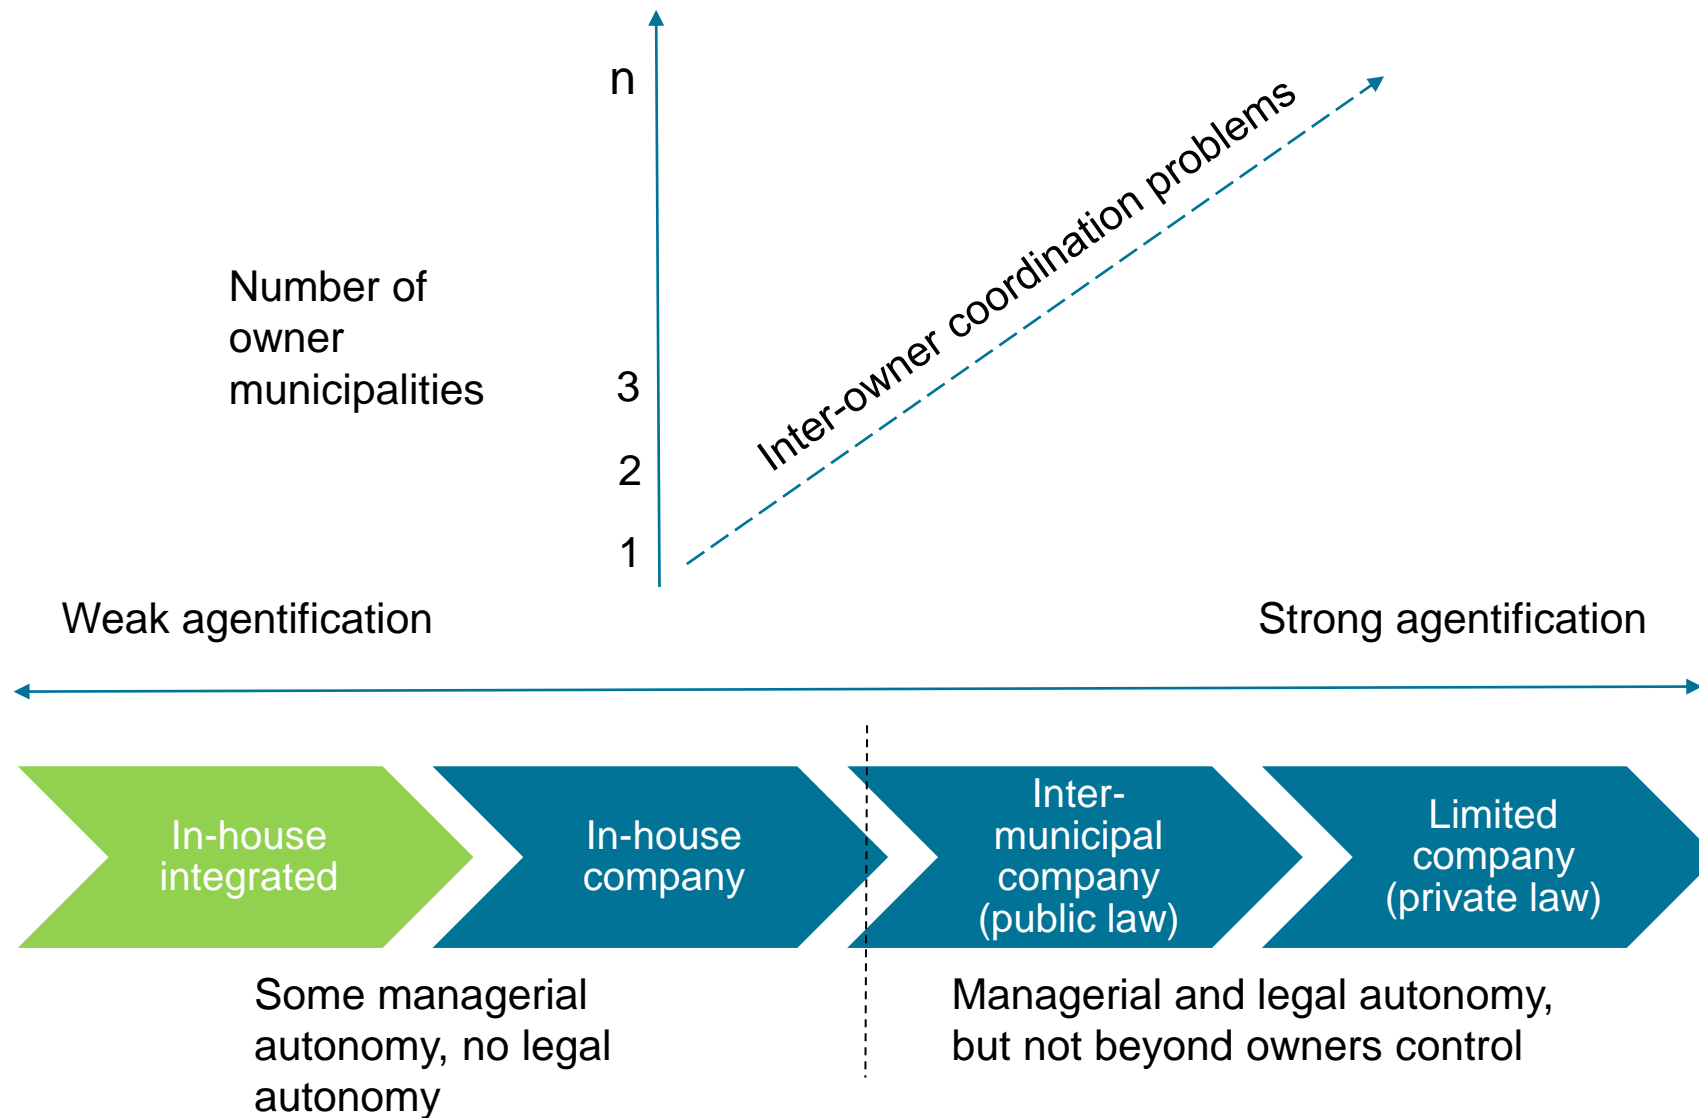 n
Inter-owner coordination problems
Number of
owner
municipalities
3
2
1
Weak agentification
Strong agentification
In-house
integrated
In-house
company
Inter-
municipal
company
(public law)
Limited
company
(private law)
Some managerial
autonomy, no legal
autonomy
Managerial and legal autonomy,
but not beyond owners control